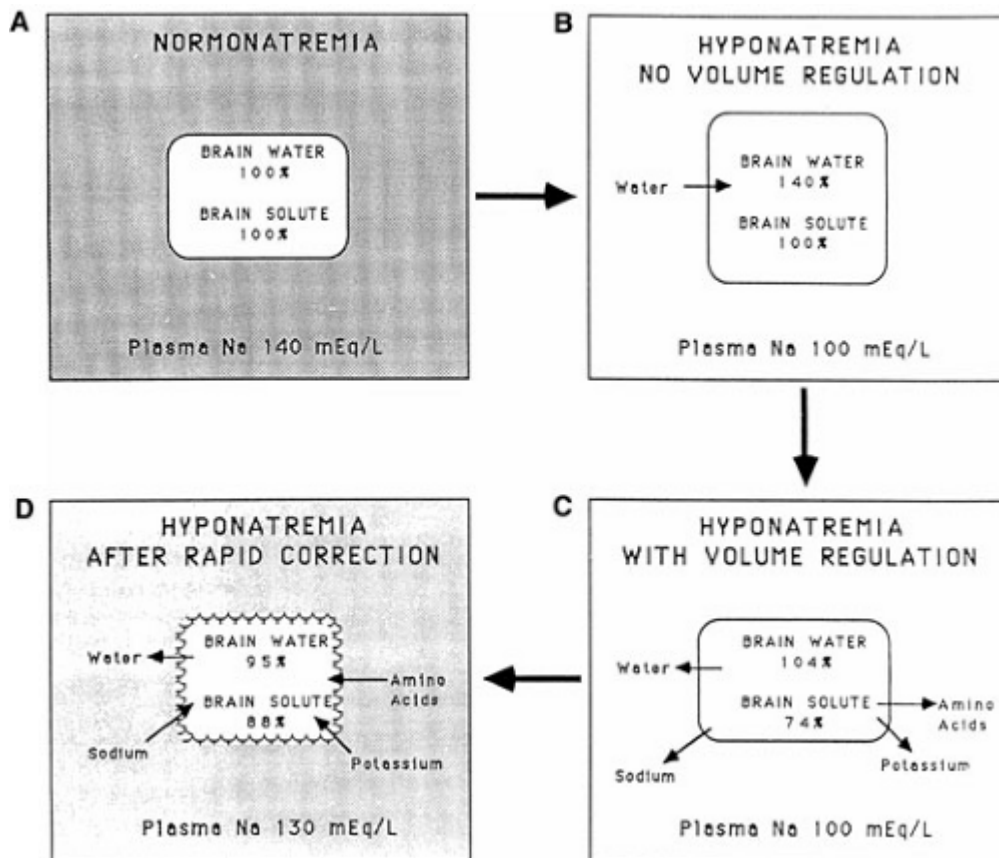 A
NORMONATREMIA
BRAIN WATER
100%
BRAIN SOLUTE
100%
Plasma Na 140 mEq/L
B
HYPONATREMIA
NO VOLUME REGULATION
Water
BRAIN WATER
140%
BRAIN SOLUTE
100%
Plasma Na 100 mEq/L
D
HYPONATREMIA
AFTER RAPID CORRECTION
BRAIN WATER
95%
Water
Amino
Acids
BRAIN SOLUTE
88%
Sodium
Potassium
Plasma Na 130 mEq/L
C
HYPONATREMIA
WITH VOLUME REGULATION
BRAIN WATER
104%
Water
BRAIN SOLUTE
74%
Amino
Acids
Potassium
Sodium
Plasma Na 100 mEq/L